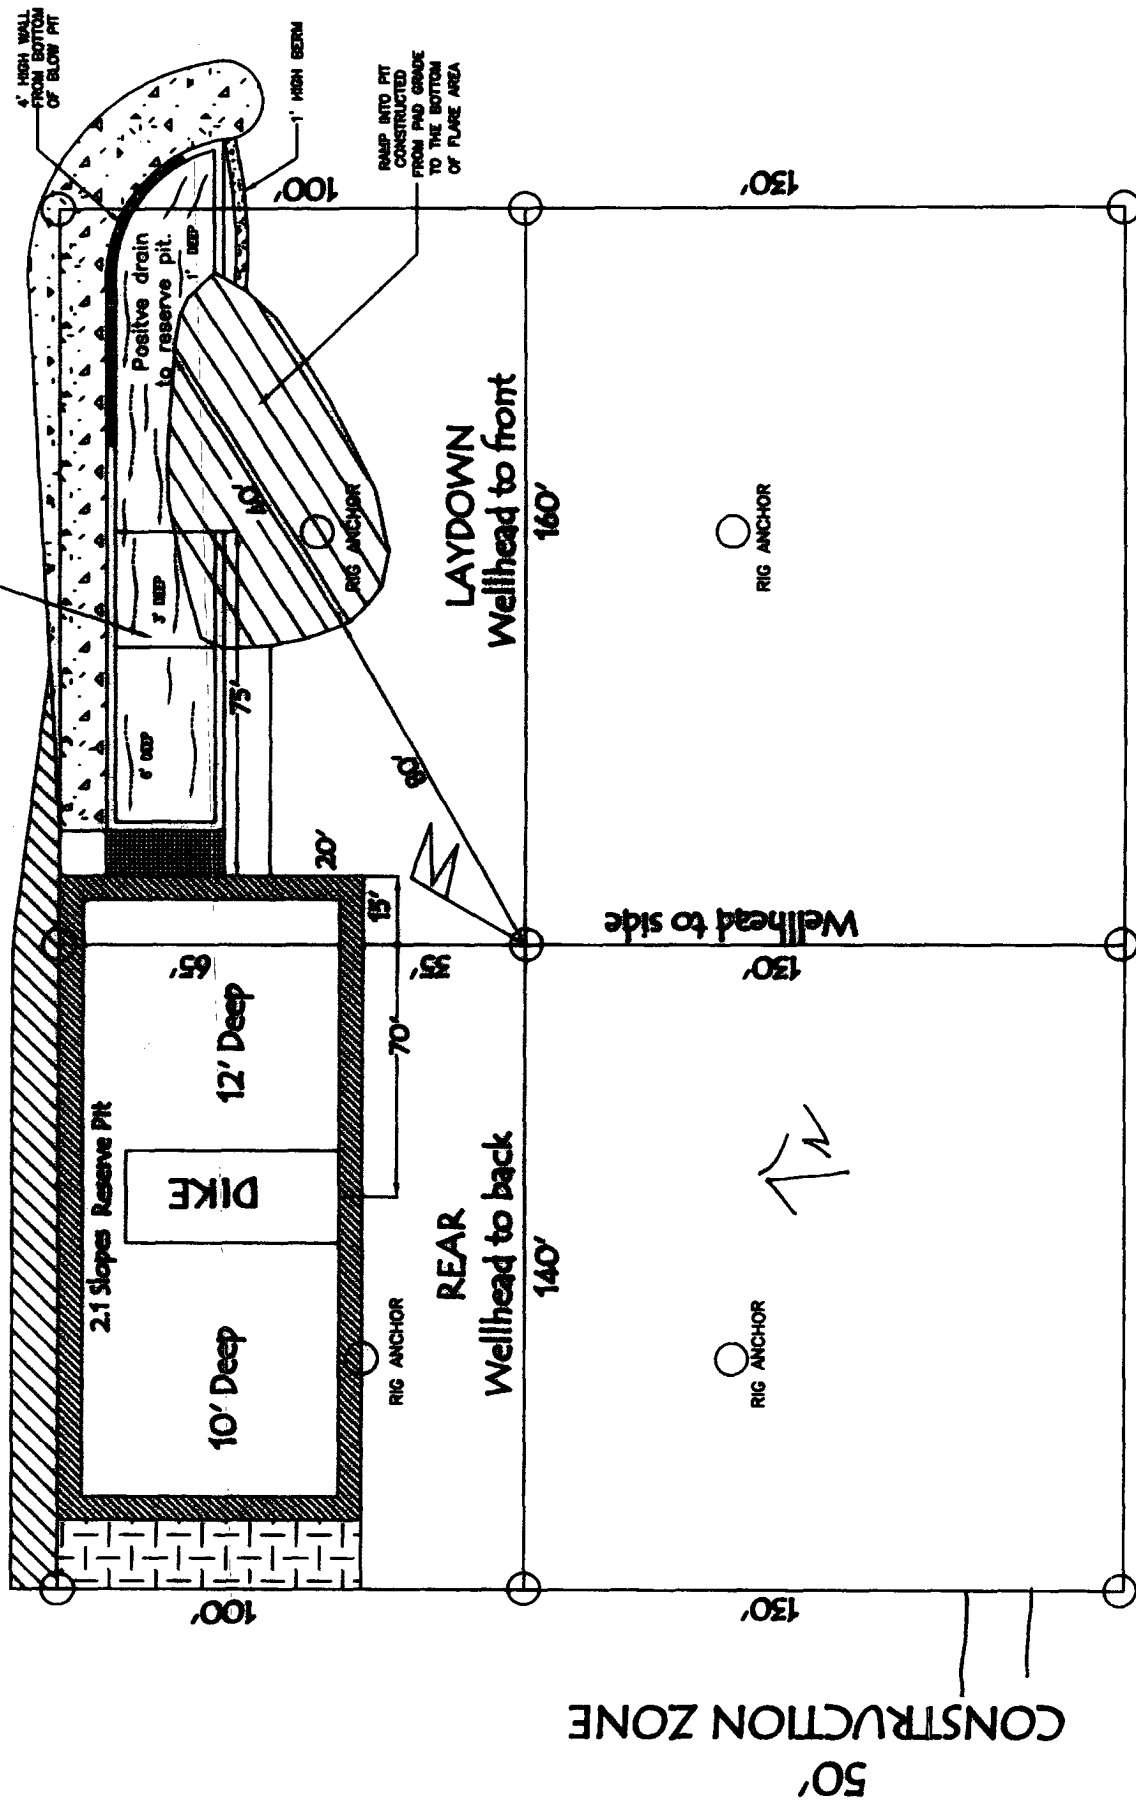 4' HIGH WALL
FROM BOTTOM
OF BLOW PIT
1' HIGH BERM
RAMP INTO PIT
CONSTRUCTED
FROM PAD GRADE
TO THE BOTTOM
OF FLARE AREA
100'
130'
Positve drain
to reserve pit.
1' DEEP
3' DEEP
6' DEEP
40'
RIG ANCHOR
75'
80'
LAYDOWN
Wellhead to front
160'
RIG ANCHOR
20'
15'
N
Wellhead to side
65'
35'
130'
70'
2.1 Slopes Reserve Pit
12' Deep
DIKE
10' Deep
REAR
Wellhead to back
140'
N
RIG ANCHOR
RIG ANCHOR
100'
130'
CONSTRUCTION ZONE
50'